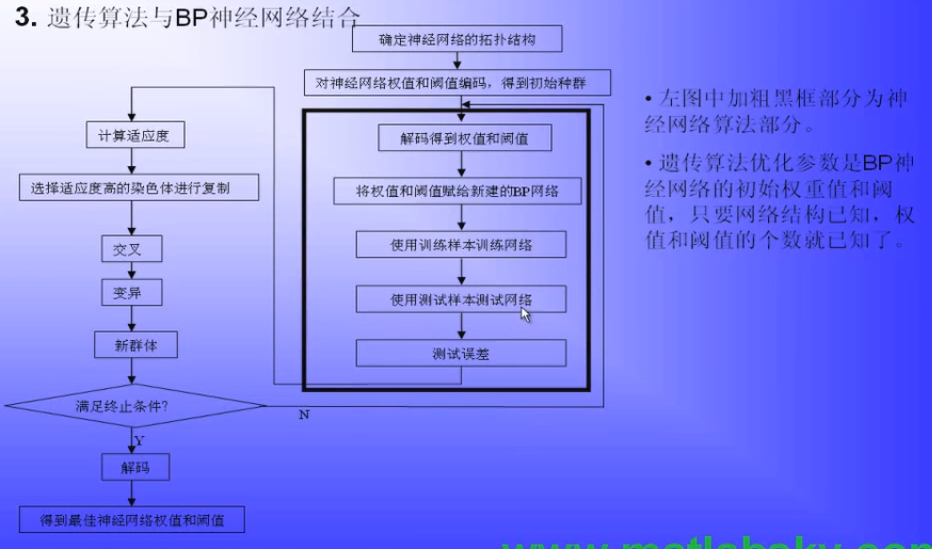 3. 遗传算法与BP神经网络结合
确定神经网络的拓扑结构
对神经网络权值和阈值编码，得到初始种群
解码得到权值和阈值
将权值和阈值赋给新建的BP网络
使用训练样本训练网络
使用测试样本测试网络
测试误差
计算适应度
选择适应度高的染色体进行复制
交叉
变异
新群体
满足终止条件?
N
Y
解码
得到最佳神经网络权值和阈值
• 左图中加粗黑框部分为神
经网络算法部分。
• 遗传算法优化参数是BP神
经网络的初始权重值和阈
值，只要网络结构已知，权
值和阈值的个数就已知了。